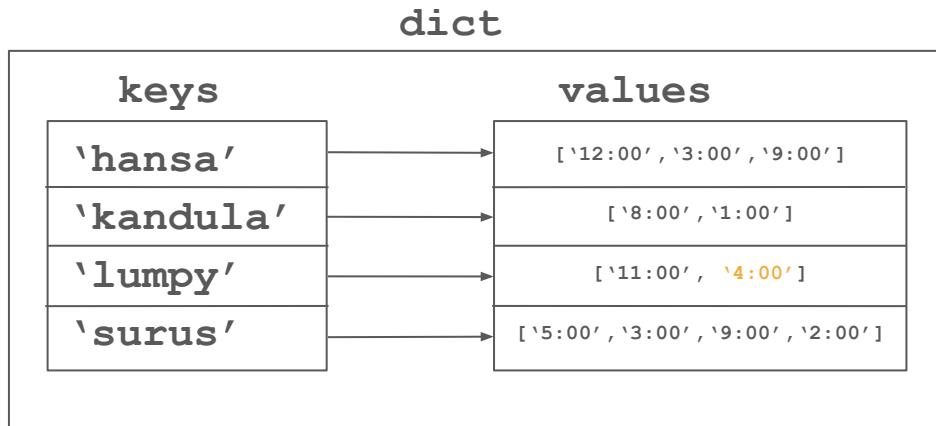 dict
keys values
‘hansa’ [‘12:00’,‘3:00’,‘9:00’]
‘kandula’ [‘8:00’,‘1:00’]
‘lumpy’ [‘11:00’, ‘4:00’]
‘surus’ [‘5:00’,‘3:00’,‘9:00’,‘2:00’]